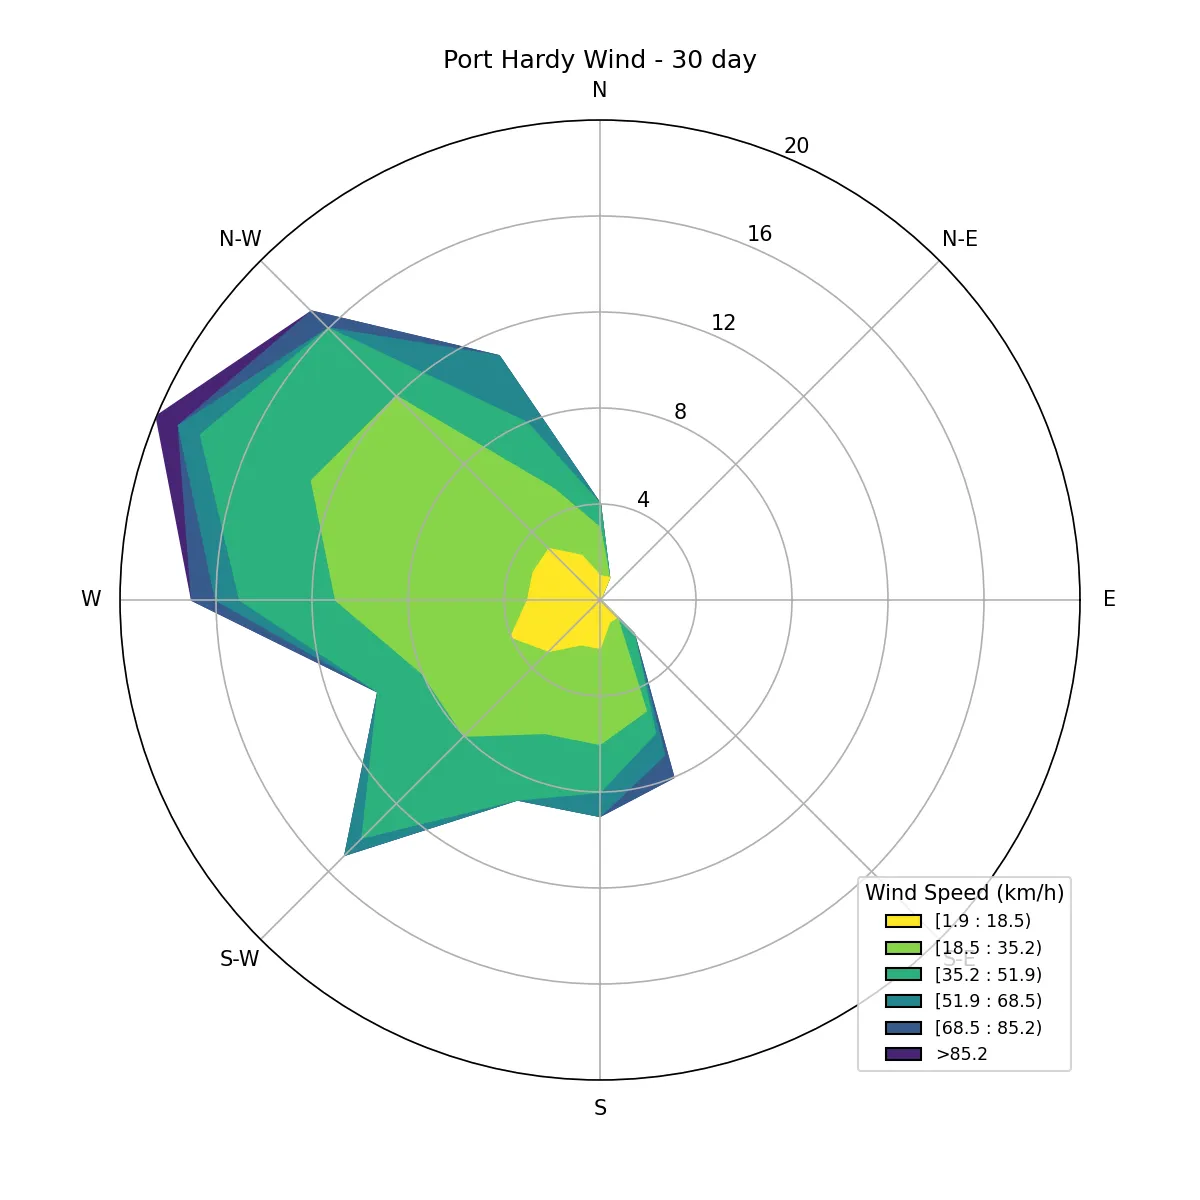 Port Hardy Wind - 30 day
N
20
N-W
N-E
16
12
8
4
W
E
S-W
S-E
S
Wind Speed (km/h)
[1.9 : 18.5)
[18.5 : 35.2)
[35.2 : 51.9)
[51.9 : 68.5)
[68.5 : 85.2)
>85.2